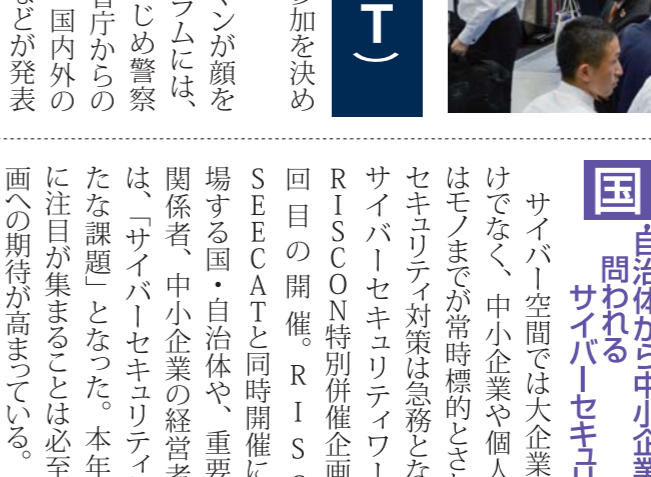 T）
参加を決め
マンが顔を
ラムには、
じめ警察
省庁からの
国内外の
などが発表
国・自治体から中小企業
問われる
サイバーセキュリ
サイバー空間では大企業
けでなく、中小企業や個人
はモノまでが常時標的とされ
セキュリティ対策は急務とな
サイバーセキュリティワー
RISCON特別併催企画
回目の開催。RISC
SEECATと同時開催に
場する国・自治体や、重要
関係者、中小企業の経営者
は、「サイバーセキュリティ
たな課題」となった。本年
に注目が集まることは必至
画への期待が高まっている。